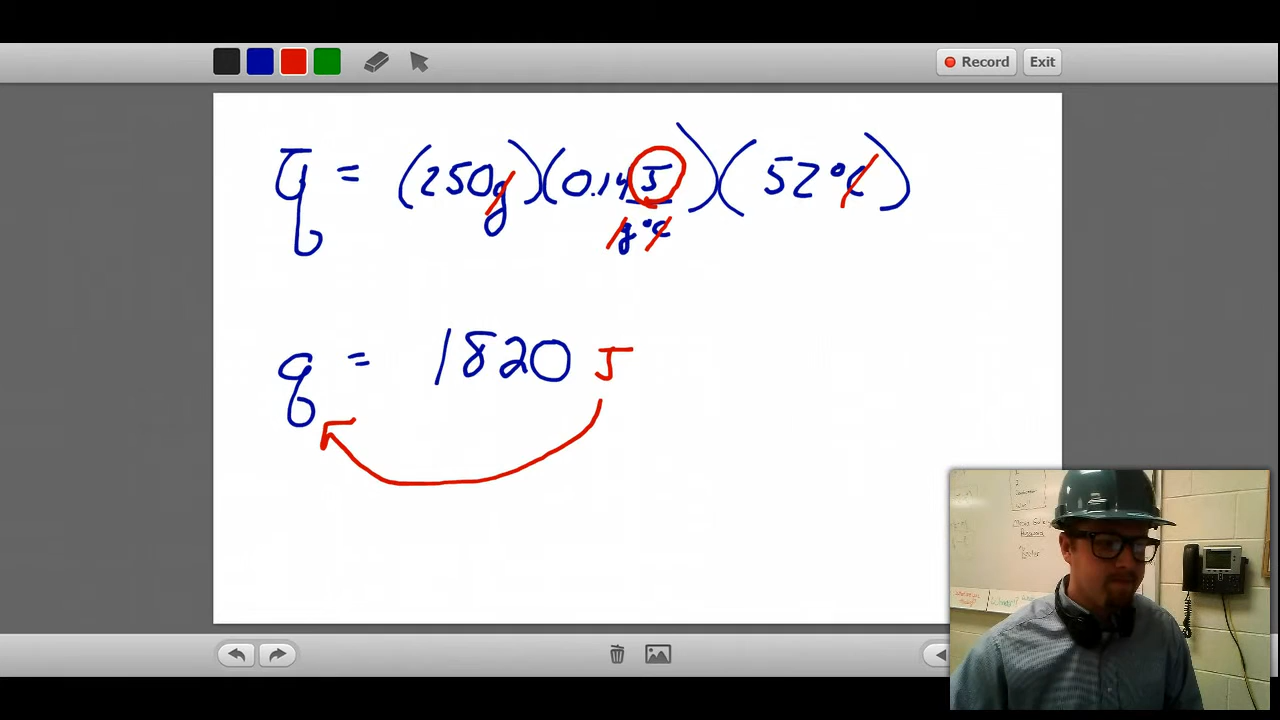 Record Exit
q = (250g)(0.14 J)(52°C)
g°C
q = 1820 J